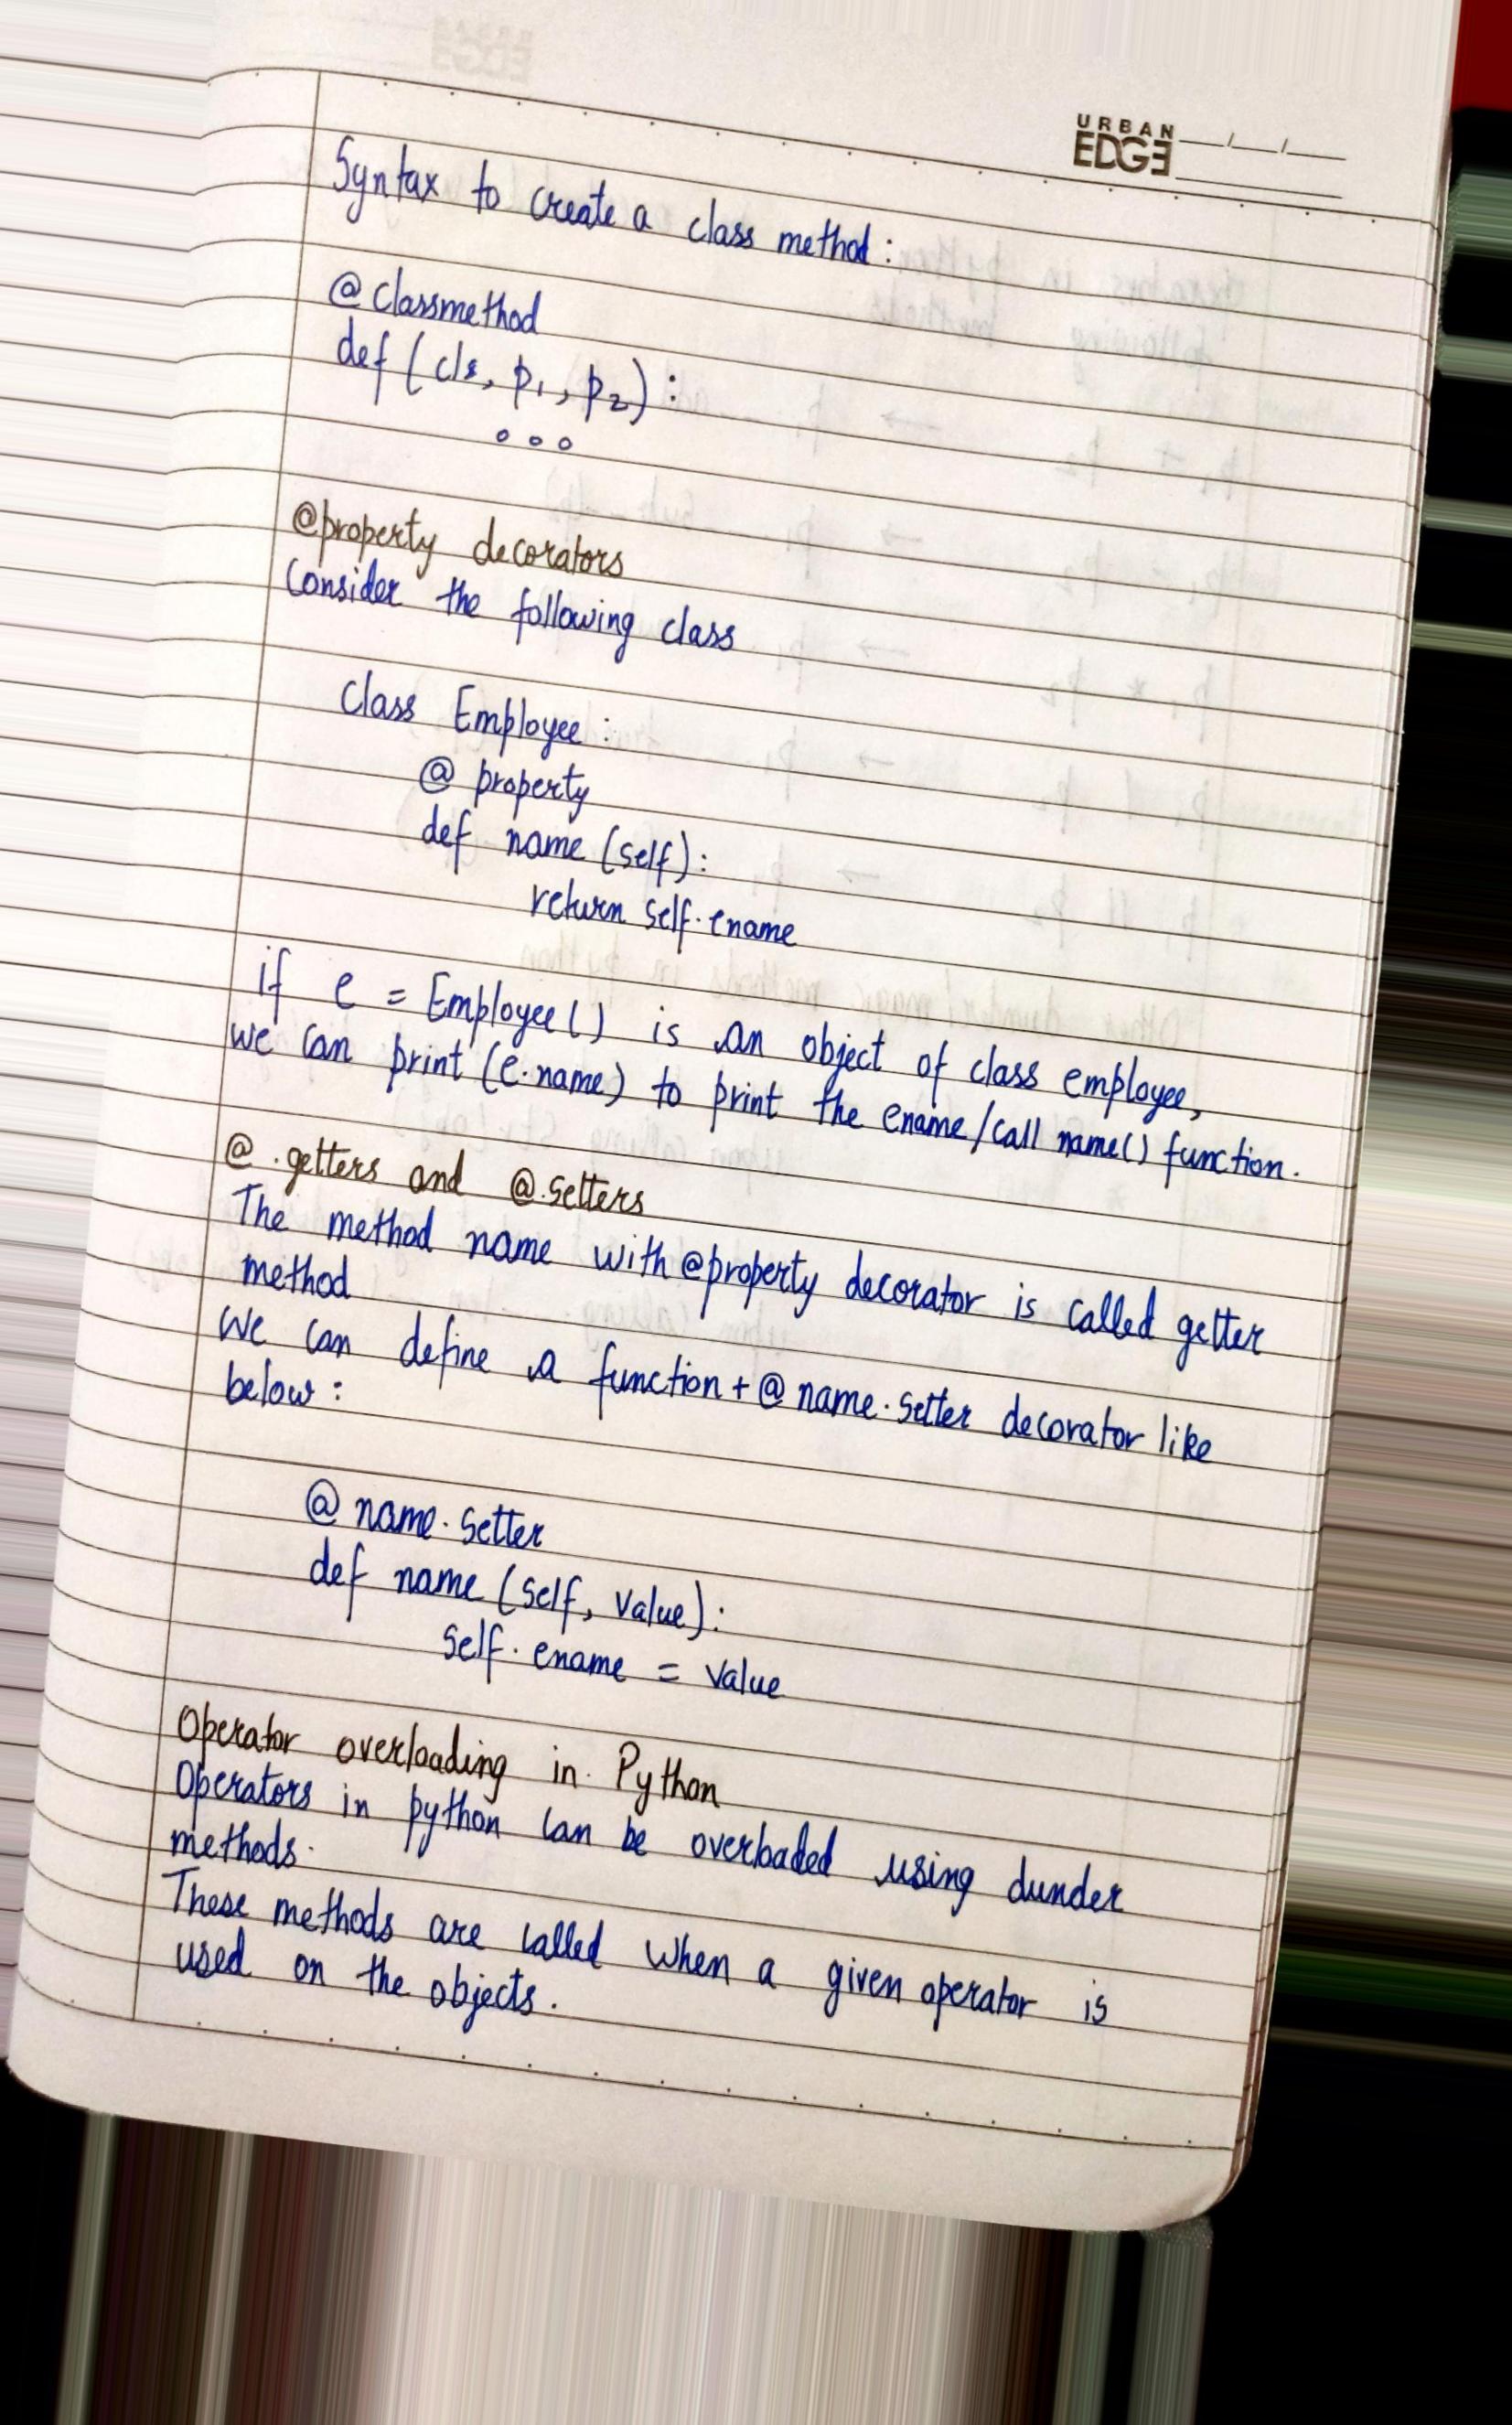 URBAN
EDGE
Syntax to create a class method:
@classmethod
def (cls, p1, p2):
ooo
@property decorators
Consider the following class
Class Employee:
@ property
def name (self):
return self.ename
if e = Employee() is an object of class employee,
we can print (e.name) to print the ename/call name() function.
@ .getters and @.setters
The method name with @property decorator is called getter
method
We can define a function + @ name.setter decorator like
below:
@ name.setter
def name (self, value):
self.ename = value
Operator overloading in Python
Operators in python can be overloaded using dunder
methods.
These methods are called when a given operator is
used on the objects.